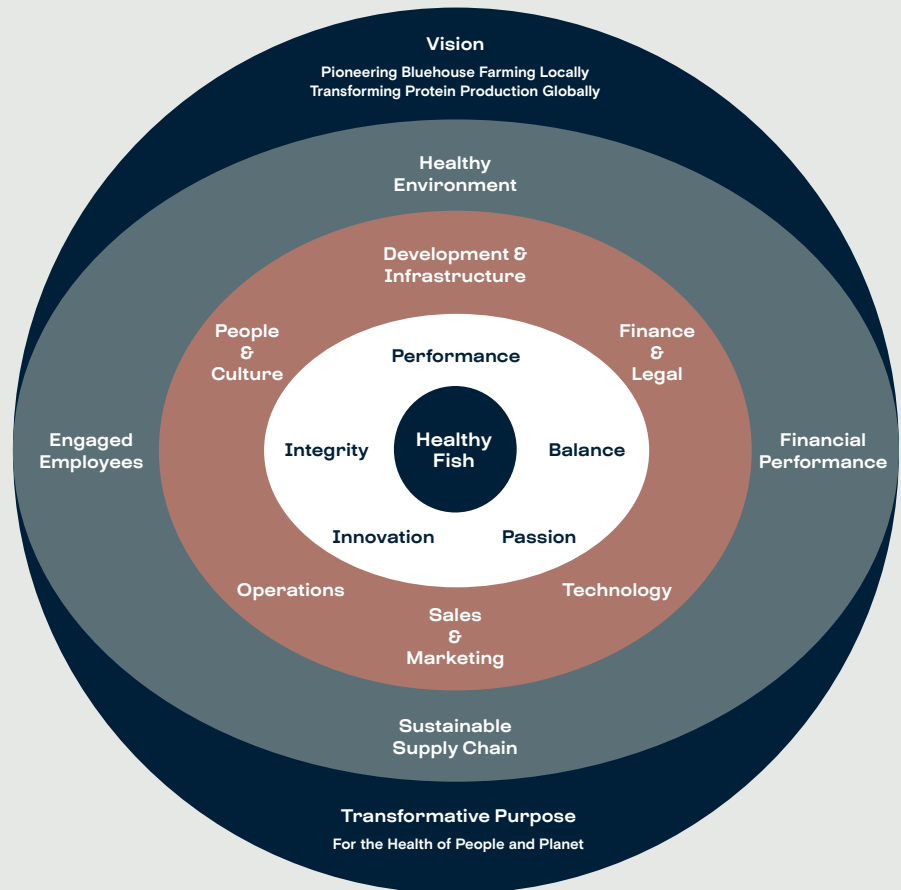 Vision
Pioneering Bluehouse Farming Locally
Transforming Protein Production Globally
Healthy
Environment
Development &
Infrastructure
People
&
Culture
Finance
&
Legal
Performance
Engaged
Employees
Integrity
Healthy
Fish
Balance
Financial
Performance
Innovation
Passion
Operations
Technology
Sales
&
Marketing
Sustainable
Supply Chain
Transformative Purpose
For the Health of People and Planet